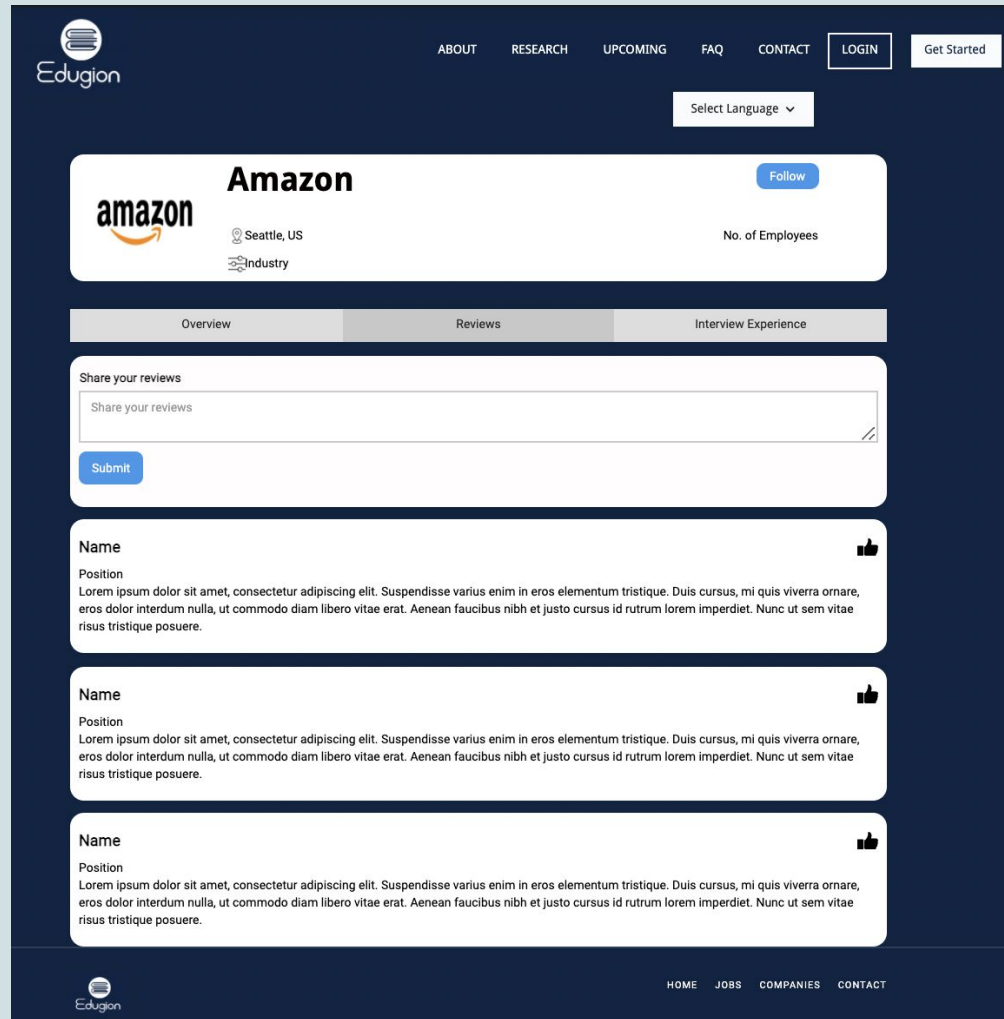 Edugion
ABOUT RESEARCH UPCOMING FAQ CONTACT LOGIN Get Started
Select Language
amazon
Amazon
Follow
Seattle, US
No. of Employees
Industry
Overview Reviews Interview Experience
Share your reviews
Share your reviews
Submit
Name
Position
Lorem ipsum dolor sit amet, consectetur adipiscing elit. Suspendisse varius enim in eros elementum tristique. Duis cursus, mi quis viverra ornare,
eros dolor interdum nulla, ut commodo diam libero vitae erat. Aenean faucibus nibh et justo cursus id rutrum lorem imperdiet. Nunc ut sem vitae
risus tristique posuere.
Name
Position
Lorem ipsum dolor sit amet, consectetur adipiscing elit. Suspendisse varius enim in eros elementum tristique. Duis cursus, mi quis viverra ornare,
eros dolor interdum nulla, ut commodo diam libero vitae erat. Aenean faucibus nibh et justo cursus id rutrum lorem imperdiet. Nunc ut sem vitae
risus tristique posuere.
Name
Position
Lorem ipsum dolor sit amet, consectetur adipiscing elit. Suspendisse varius enim in eros elementum tristique. Duis cursus, mi quis viverra ornare,
eros dolor interdum nulla, ut commodo diam libero vitae erat. Aenean faucibus nibh et justo cursus id rutrum lorem imperdiet. Nunc ut sem vitae
risus tristique posuere.
Edugion
HOME JOBS COMPANIES CONTACT